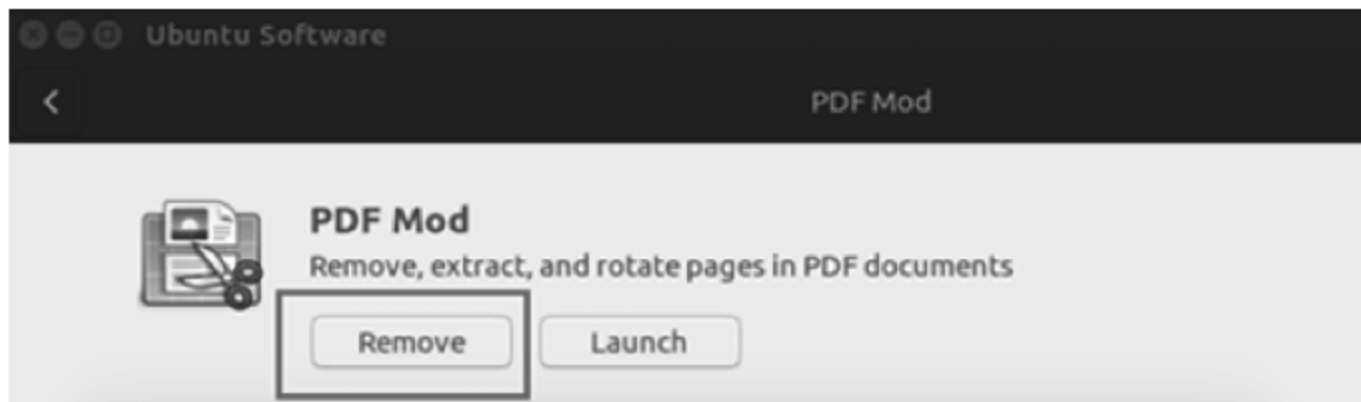 Ubuntu Software
PDF Mod
PDF Mod
Remove, extract, and rotate pages in PDF documents
Remove Launch